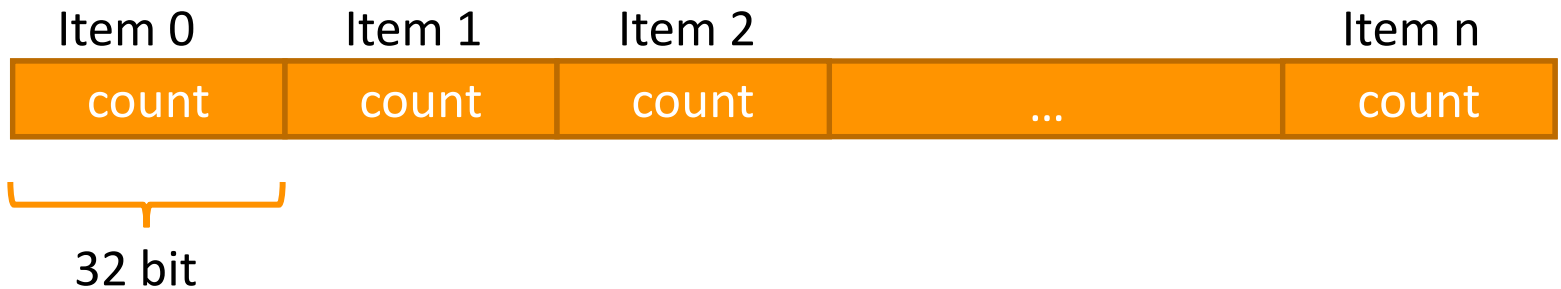 Item 0 Item 1 Item 2 Item n
count count count ... count
32 bit